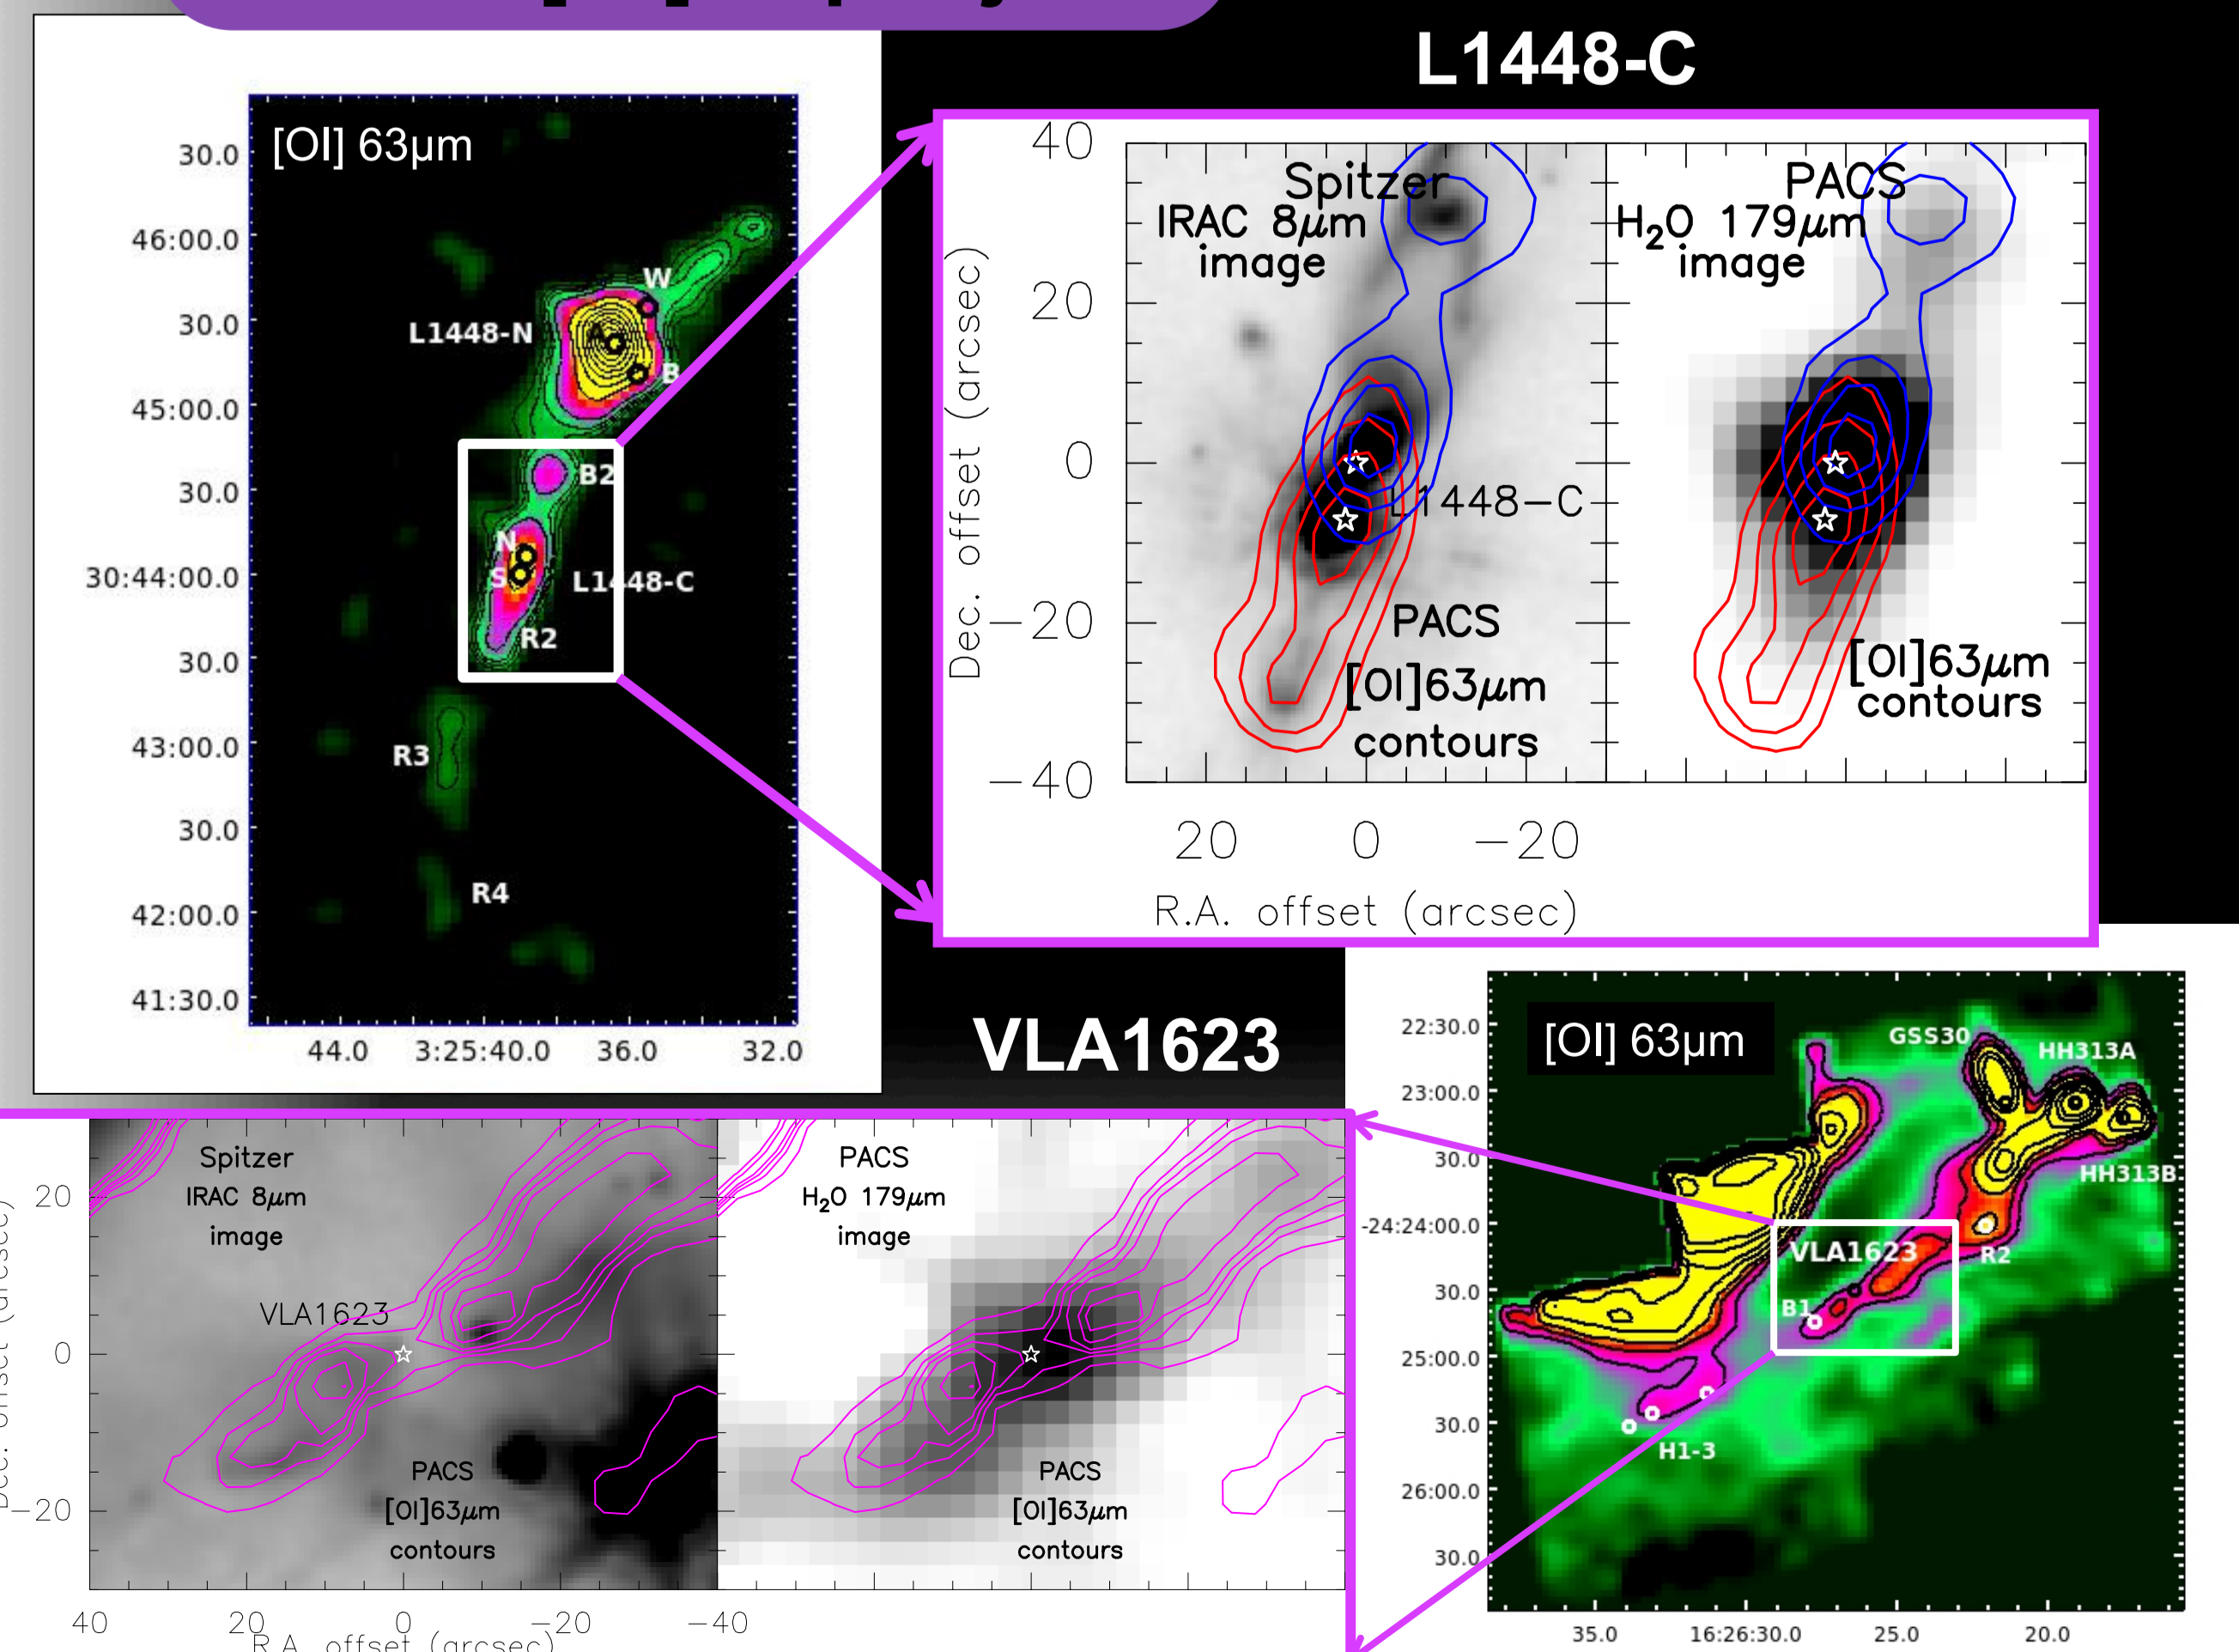 L1448-C
[OI] 63µm
30.0
46:00.0
30.0
45:00.0
30.0
30:44:00.0
30.0
43:00.0
30.0
42:00.0
41:30.0
44.0 3:25:40.0 36.0 32.0
W
L1448-N
A
B
B2
N
S
L1448-C
R2
R3
R4
Dec. offset (arcsec)
40
20
0
−20
−40
Spitzer
IRAC 8µm
image
L1448−C
PACS
[OI]63µm
contours
PACS
H₂O 179µm
image
[OI]63µm
contours
20 0 −20
R.A. offset (arcsec)
VLA1623
20
0
−20
Spitzer
IRAC 8µm
image
VLA1623
PACS
[OI]63µm
contours
PACS
H₂O 179µm
image
PACS
[OI]63µm
contours
40 20 0 −20 −40
R.A. offset (arcsec)
[OI] 63µm
22:30.0
23:00.0
30.0
-24:24:00.0
30.0
25:00.0
30.0
26:00.0
30.0
35.0 16:26:30.0 25.0 20.0
GSS30
HH313A
HH313B
VLA1623
R2
B1
H1-3